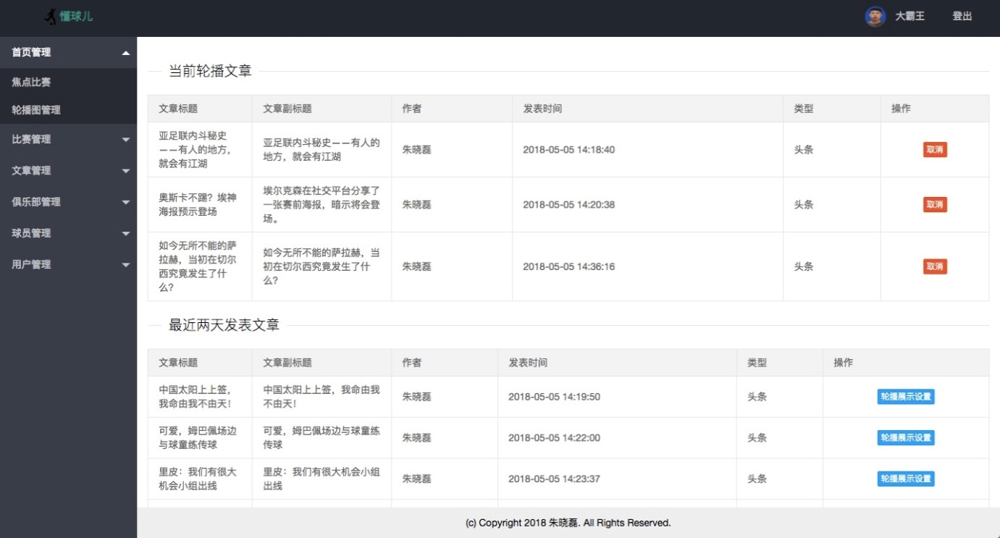 懂球儿
大霸王
登出
首页管理
焦点比赛
轮播图管理
比赛管理
文章管理
俱乐部管理
球员管理
用户管理
当前轮播文章
文章标题 文章副标题 作者 发表时间 类型 操作
亚足联内斗秘史
——有人的地方，
就会有江湖
亚足联内斗秘史——有人的
地方，就会有江湖
朱晓磊
2018-05-05 14:18:40
头条
取消
奥斯卡不踢？埃神
海报预示登场
埃尔克森在社交平台分享了
一张赛前海报，暗示将会登
场。
朱晓磊
2018-05-05 14:20:38
头条
取消
如今无所不能的萨
拉赫，当初在切尔
西究竟发生了什
么?
如今无所不能的萨拉赫，当
初在切尔西究竟发生了什
么?
朱晓磊
2018-05-05 14:36:16
头条
取消
最近两天发表文章
文章标题 文章副标题 作者 发表时间 类型 操作
中国太阳上上签，
我命由我不由天！
中国太阳上上签，我命由我
不由天！
朱晓磊
2018-05-05 14:19:50
头条
轮播展示设置
可爱，姆巴佩场边
与球童练传球
可爱，姆巴佩场边与球童练
传球
朱晓磊
2018-05-05 14:22:00
头条
轮播展示设置
里皮：我们有很大
机会小组出线
里皮：我们有很大机会小组
出线
朱晓磊
2018-05-05 14:23:37
头条
轮播展示设置
(c) Copyright 2018 朱晓磊. All Rights Reserved.